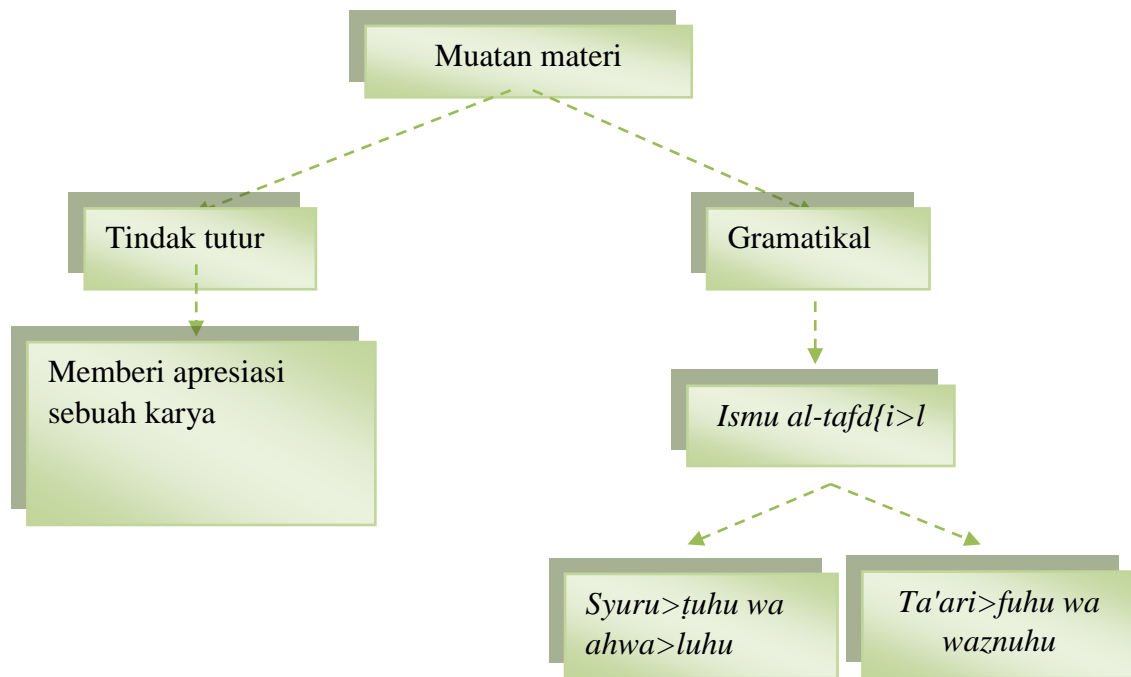 Muatan materi
Tindak tutur
Gramatikal
Memberi apresiasi
sebuah karya
Ismu al-tafd{i>l
Syuru>ṭuhu wa
ahwa>luhu
Ta'ari>fuhu wa
waznuhu